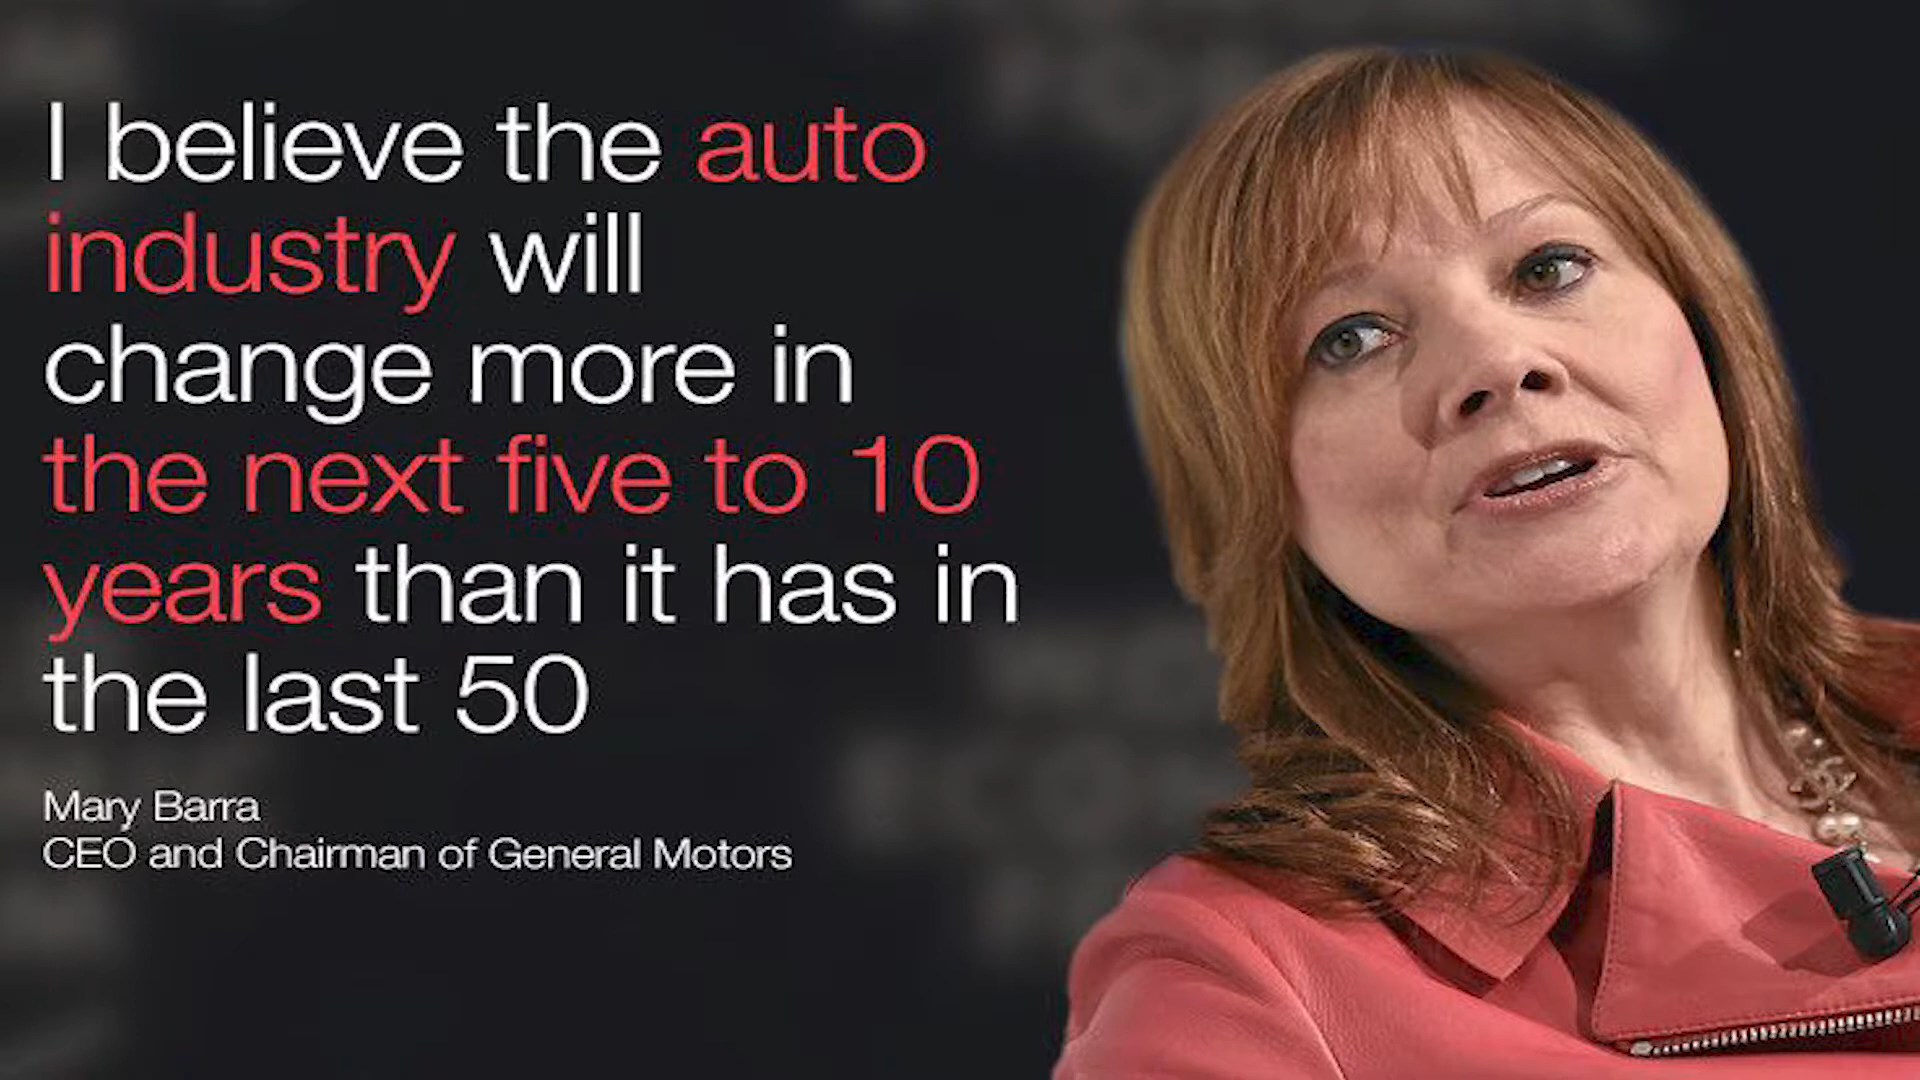 I believe the auto
industry will
change more in
the next five to 10
years than it has in
the last 50
Mary Barra
CEO and Chairman of General Motors